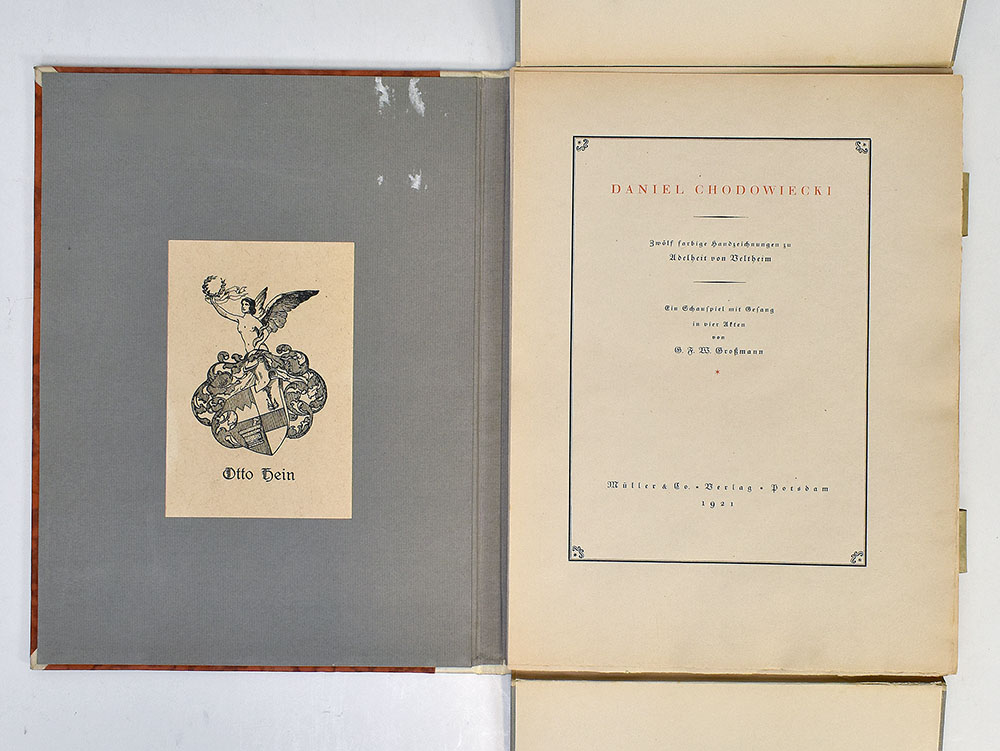 Otto Hein
DANIEL CHODOWIECKI
Zwölf farbige Handzeichnungen zu
Adelheit von Veltheim
Ein Schauspiel mit Gesang
in vier Akten
von
G. F. W. Großmann
*
Müller & Co. * Verlag * Potsdam
1921